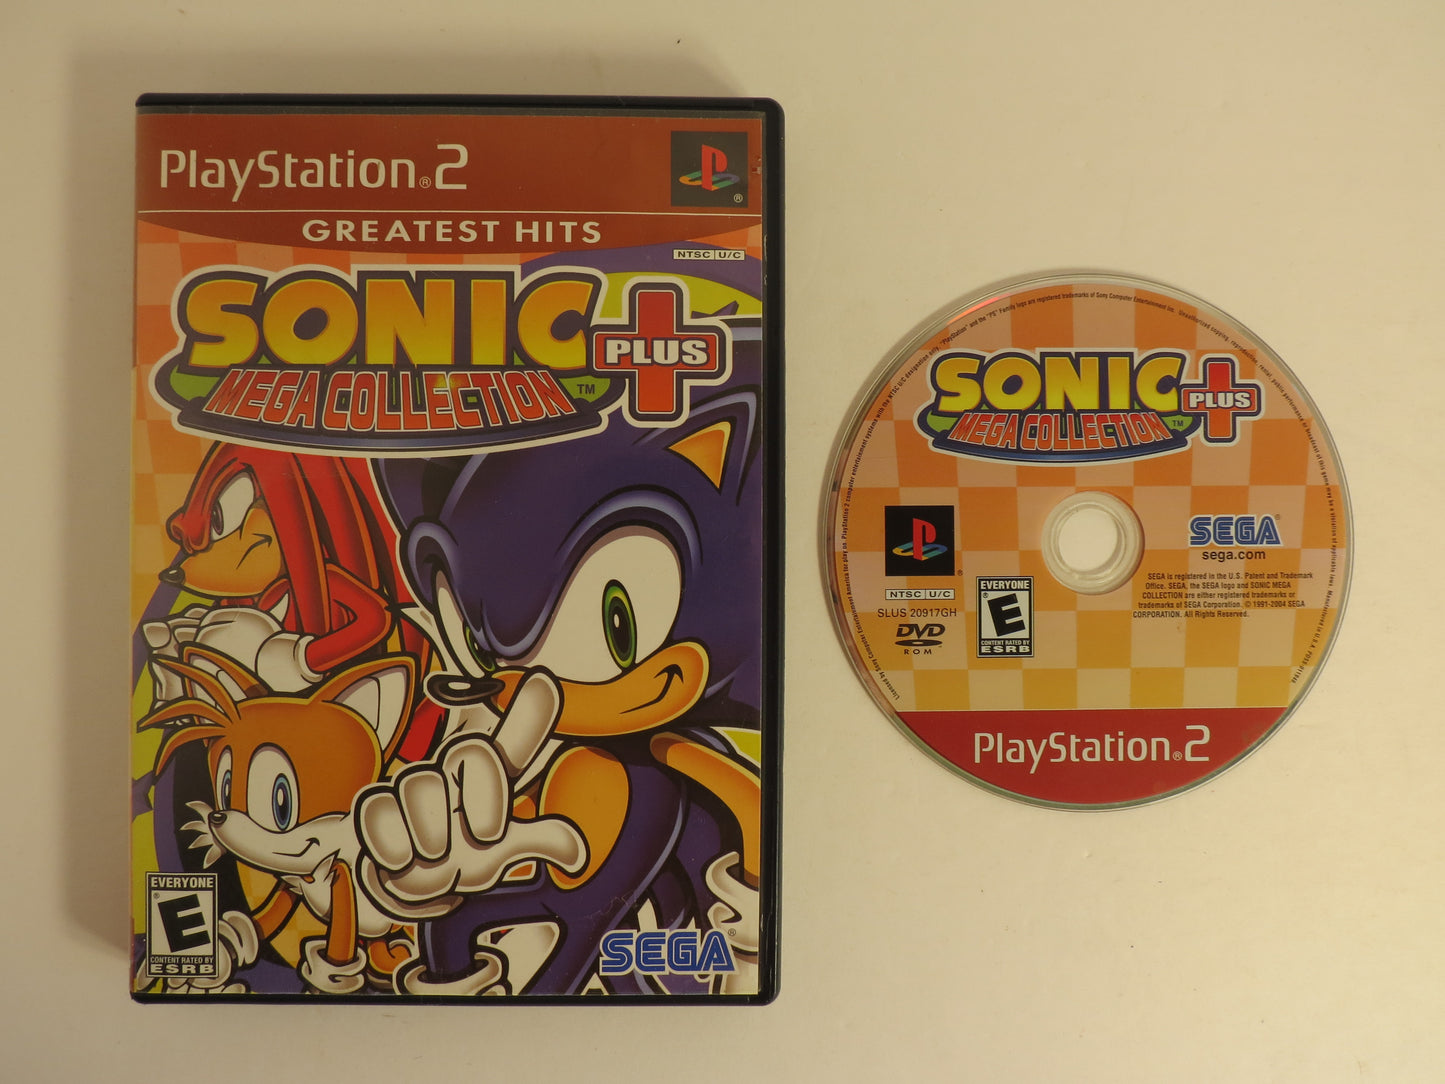 PlayStation®2
GREATEST HITS
NTSC U/C
SONIC
MEGA COLLECTION™
PLUS
EVERYONE
E
®
CONTENT RATED BY
ESRB
SEGA®
SONIC
MEGA COLLECTION™
PLUS
SEGA®
sega.com
SEGA is registered in the U.S. Patent and Trademark
Office. SEGA, the SEGA logo and SONIC MEGA
COLLECTION are either registered trademarks or
trademarks of SEGA Corporation. © 1991-2004 SEGA
CORPORATION. All Rights Reserved.
®
NTSC U/C
SLUS 20917GH
DVD
ROM
EVERYONE
E
®
CONTENT RATED BY
ESRB
PlayStation®2